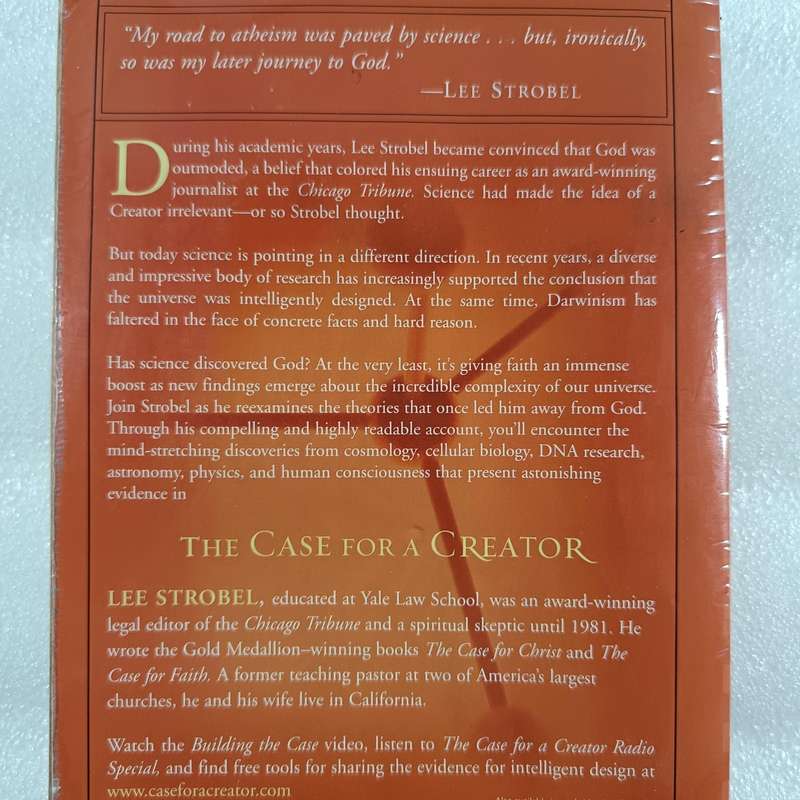 “My road to atheism was paved by science . . . but, ironically,
so was my later journey to God.”
—LEE STROBEL
During his academic years, Lee Strobel became convinced that God was
outmoded, a belief that colored his ensuing career as an award-winning
journalist at the Chicago Tribune. Science had made the idea of a
Creator irrelevant—or so Strobel thought.
But today science is pointing in a different direction. In recent years, a diverse
and impressive body of research has increasingly supported the conclusion that
the universe was intelligently designed. At the same time, Darwinism has
faltered in the face of concrete facts and hard reason.
Has science discovered God? At the very least, it’s giving faith an immense
boost as new findings emerge about the incredible complexity of our universe.
Join Strobel as he reexamines the theories that once led him away from God.
Through his compelling and highly readable account, you’ll encounter the
mind-stretching discoveries from cosmology, cellular biology, DNA research,
astronomy, physics, and human consciousness that present astonishing
evidence in
THE CASE FOR A CREATOR
LEE STROBEL, educated at Yale Law School, was an award-winning
legal editor of the Chicago Tribune and a spiritual skeptic until 1981. He
wrote the Gold Medallion–winning books The Case for Christ and The
Case for Faith. A former teaching pastor at two of America’s largest
churches, he and his wife live in California.
Watch the Building the Case video, listen to The Case for a Creator Radio
Special, and find free tools for sharing the evidence for intelligent design at
www.caseforacreator.com